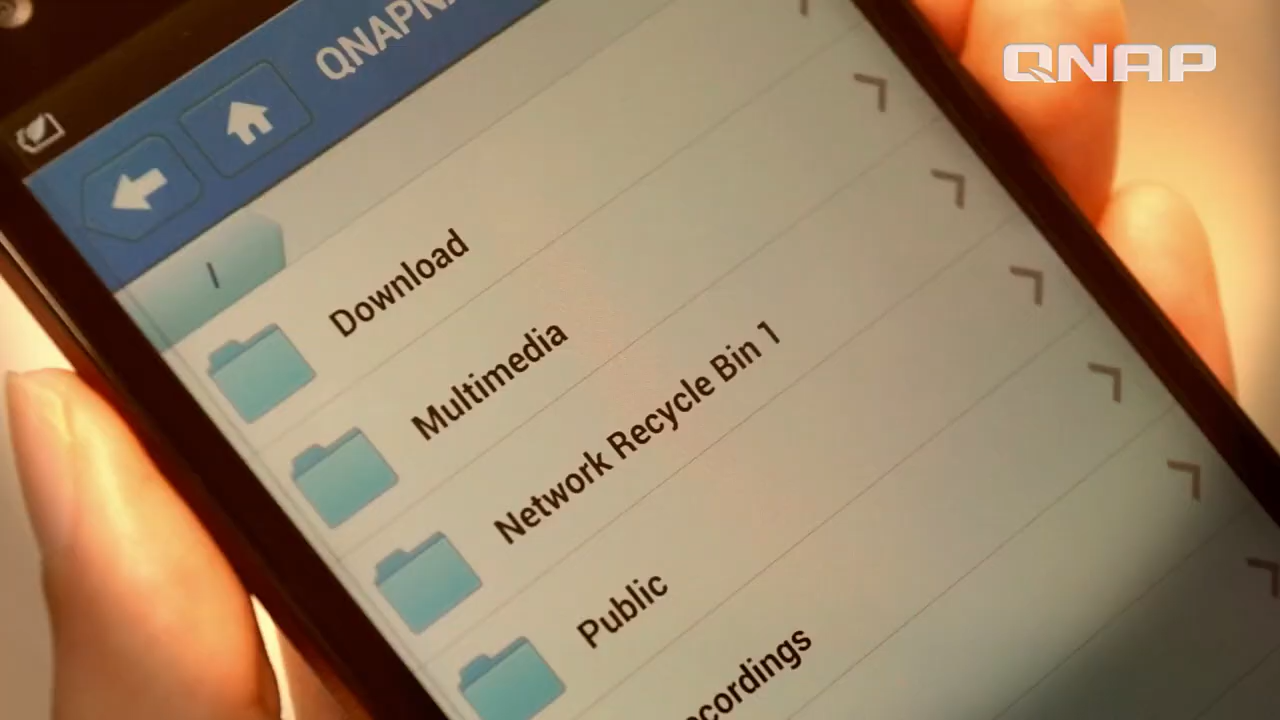 QNAP
Download
Multimedia
Network Recycle Bin 1
Public